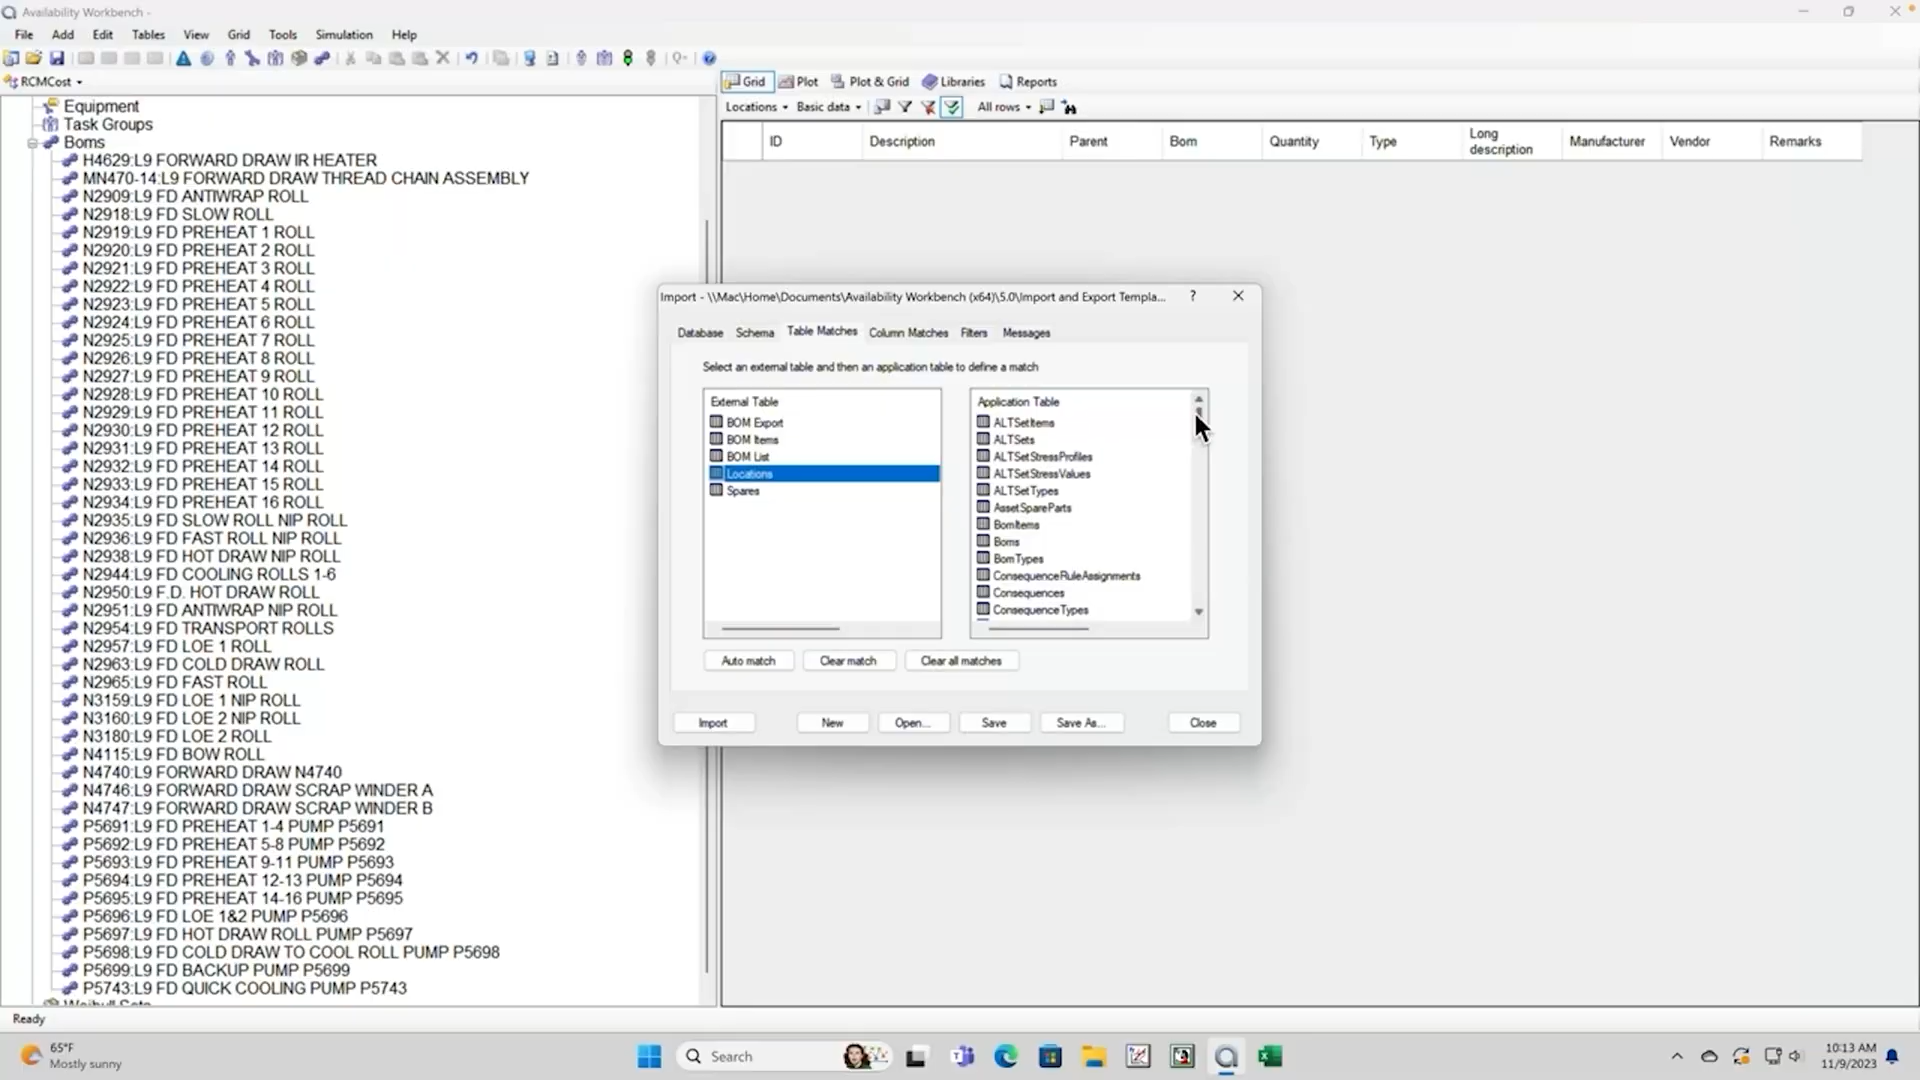 Availability Workbench -
File Add Edit Tables View Grid Tools Simulation Help
RCMCost
Equipment
Task Groups
Boms
H4629:L9 FORWARD DRAW IR HEATER
MN470-14:L9 FORWARD DRAW THREAD CHAIN ASSEMBLY
N2909:L9 FD ANTIWRAP ROLL
N2918:L9 FD SLOW ROLL
N2919:L9 FD PREHEAT 1 ROLL
N2920:L9 FD PREHEAT 2 ROLL
N2921:L9 FD PREHEAT 3 ROLL
N2922:L9 FD PREHEAT 4 ROLL
N2923:L9 FD PREHEAT 5 ROLL
N2924:L9 FD PREHEAT 6 ROLL
N2925:L9 FD PREHEAT 7 ROLL
N2926:L9 FD PREHEAT 8 ROLL
N2927:L9 FD PREHEAT 9 ROLL
N2928:L9 FD PREHEAT 10 ROLL
N2929:L9 FD PREHEAT 11 ROLL
N2930:L9 FD PREHEAT 12 ROLL
N2931:L9 FD PREHEAT 13 ROLL
N2932:L9 FD PREHEAT 14 ROLL
N2933:L9 FD PREHEAT 15 ROLL
N2934:L9 FD PREHEAT 16 ROLL
N2935:L9 FD SLOW ROLL NIP ROLL
N2936:L9 FD FAST ROLL NIP ROLL
N2938:L9 FD HOT DRAW NIP ROLL
N2944:L9 FD COOLING ROLLS 1-6
N2950:L9 F.D. HOT DRAW ROLL
N2951:L9 FD ANTIWRAP NIP ROLL
N2954:L9 FD TRANSPORT ROLLS
N2957:L9 FD LOE 1 ROLL
N2963:L9 FD COLD DRAW ROLL
N2965:L9 FD FAST ROLL
N3159:L9 FD LOE 1 NIP ROLL
N3160:L9 FD LOE 2 NIP ROLL
N3180:L9 FD LOE 2 ROLL
N4115:L9 FD BOW ROLL
N4740:L9 FORWARD DRAW N4740
N4746:L9 FORWARD DRAW SCRAP WINDER A
N4747:L9 FORWARD DRAW SCRAP WINDER B
P5691:L9 FD PREHEAT 1-4 PUMP P5691
P5692:L9 FD PREHEAT 5-8 PUMP P5692
P5693:L9 FD PREHEAT 9-11 PUMP P5693
P5694:L9 FD PREHEAT 12-13 PUMP P5694
P5695:L9 FD PREHEAT 14-16 PUMP P5695
P5696:L9 FD LOE 1&2 PUMP P5696
P5697:L9 FD HOT DRAW ROLL PUMP P5697
P5698:L9 FD COLD DRAW TO COOL ROLL PUMP P5698
P5699:L9 FD BACKUP PUMP P5699
P5743:L9 FD QUICK COOLING PUMP P5743
Weibull Sets
Grid Plot Plot & Grid Libraries Reports
Locations Basic data All rows
ID Description Parent Bom Quantity Type Long description Manufacturer Vendor Remarks
Import - \\Mac\Home\Documents\Availability Workbench (x64)\5.0\Import and Export Templa... ?
Database Schema Table Matches Column Matches Filters Messages
Select an external table and then an application table to define a match
External Table
BOM Export
BOM Items
BOM List
Locations
Spares
Application Table
ALTSetItems
ALTSets
ALTSetStressProfiles
ALTSetStressValues
ALTSetTypes
AssetSpareParts
BomItems
Boms
BomTypes
ConsequenceRuleAssignments
Consequences
ConsequenceTypes
Auto match Clear match Clear all matches
Import New Open... Save Save As... Close
Ready
65°F
Mostly sunny
Search
10:13 AM
11/9/2023